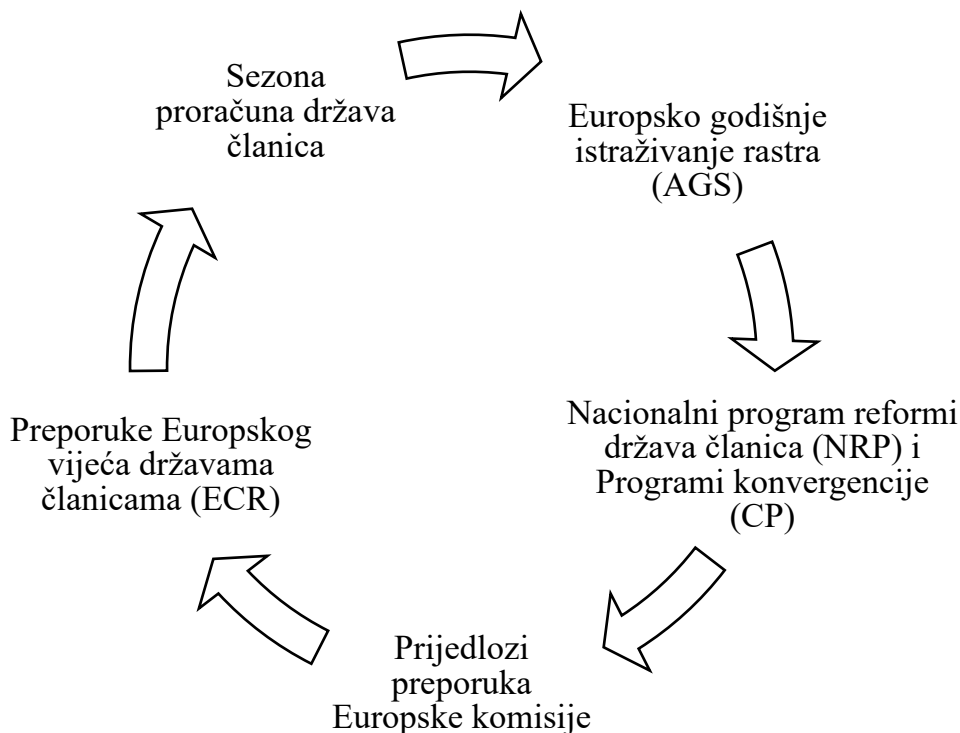 Sezona
proračuna država
članica
Europsko godišnje
istraživanje rastra
(AGS)
Nacionalni program reformi
država članica (NRP) i
Programi konvergencije
(CP)
Prijedlozi
preporuka
Europske komisije
Preporuke Europskog
vijeća državama
članicama (ECR)